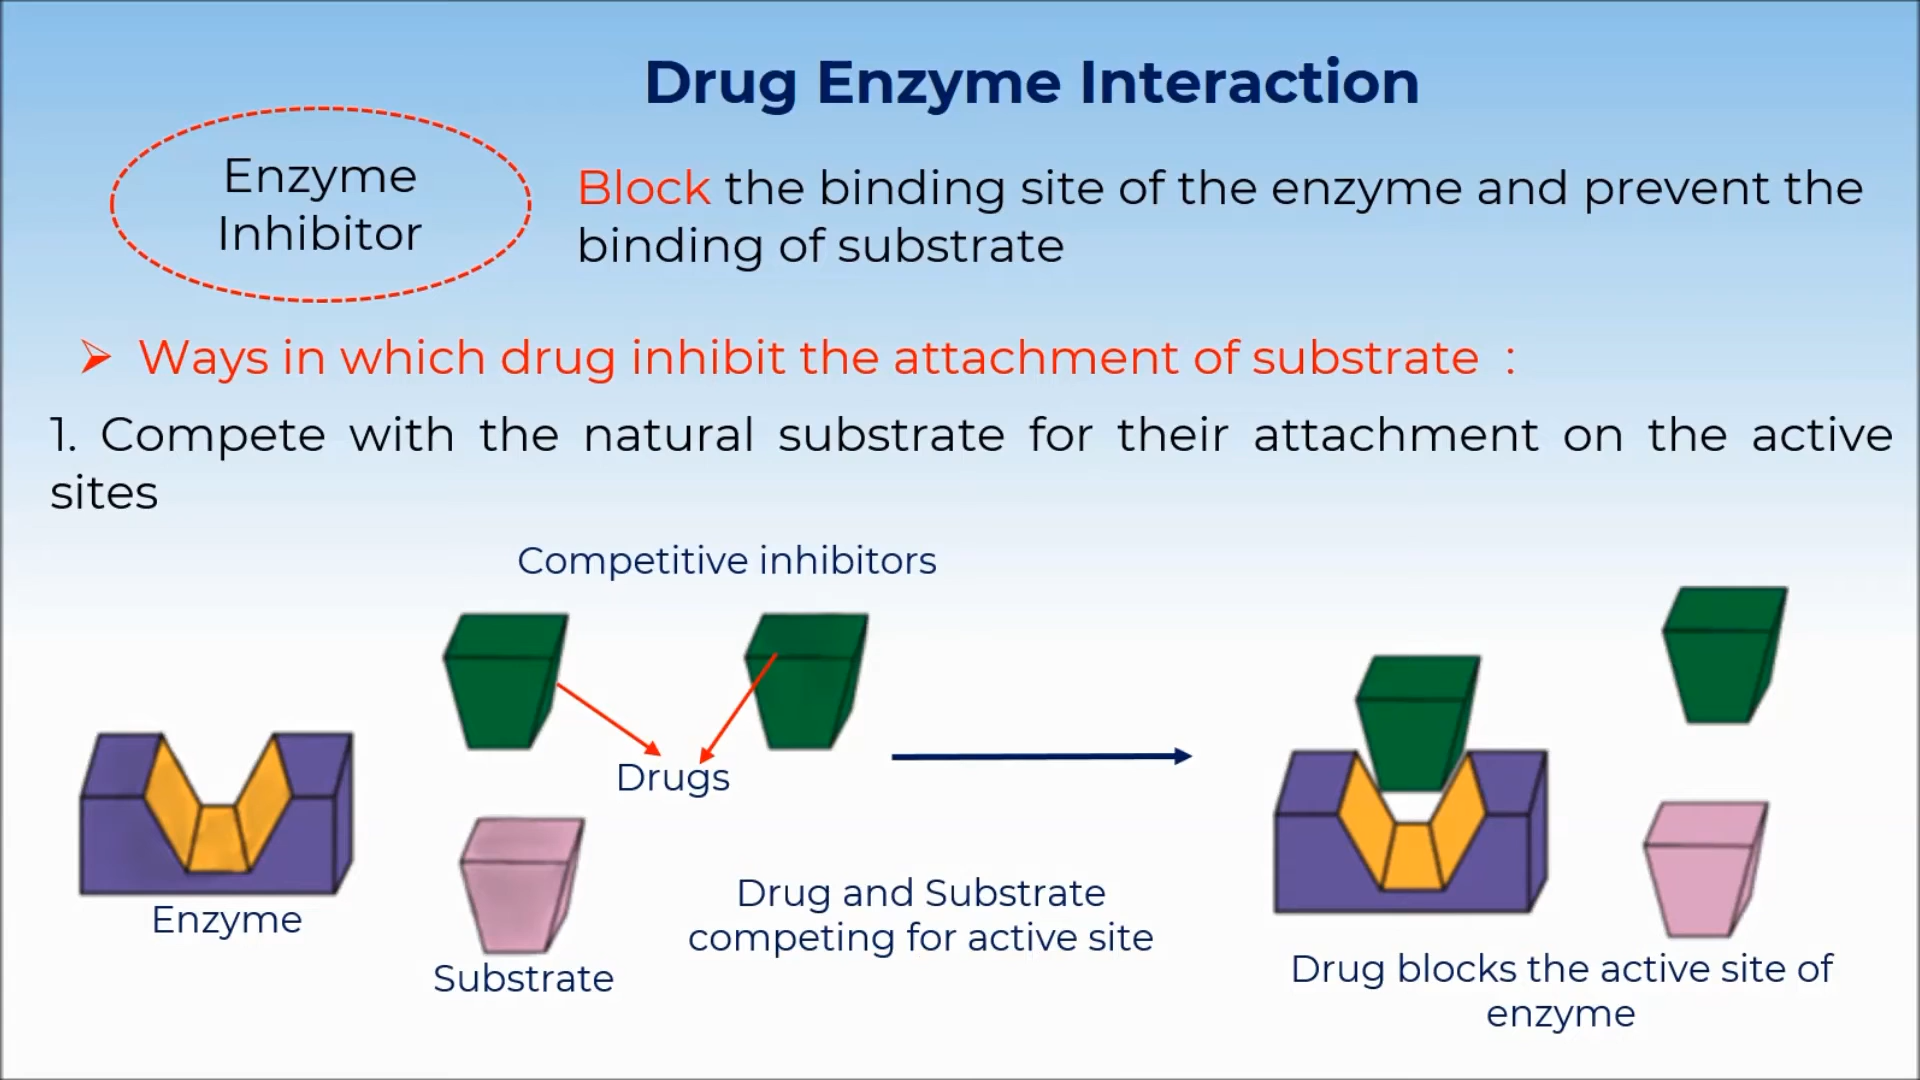 Drug Enzyme Interaction
Enzyme
Inhibitor
Block the binding site of the enzyme and prevent the
binding of substrate
➢ Ways in which drug inhibit the attachment of substrate :
1. Compete with the natural substrate for their attachment on the active
sites
Competitive inhibitors
Drugs
Enzyme
Substrate
Drug and Substrate
competing for active site
Drug blocks the active site of
enzyme